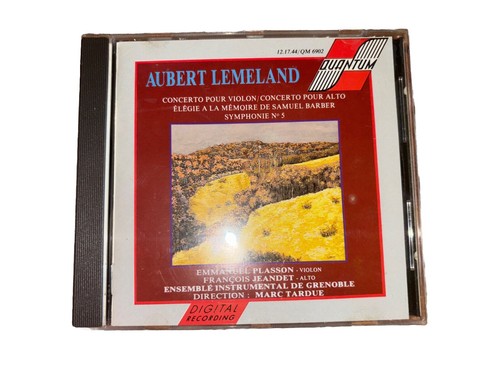 12.17.44/QM 6902
QUANTUM
AUBERT LEMELAND
CONCERTO POUR VIOLON/CONCERTO POUR ALTO
ÉLÉGIE A LA MÉMOIRE DE SAMUEL BARBER
SYMPHONIE Nº 5
EMMANUEL PLASSON - VIOLON
FRANÇOIS JEANDET - ALTO
ENSEMBLE INSTRUMENTAL DE GRENOBLE
DIRECTION : MARC TARDUE
DIGITAL
RECORDING